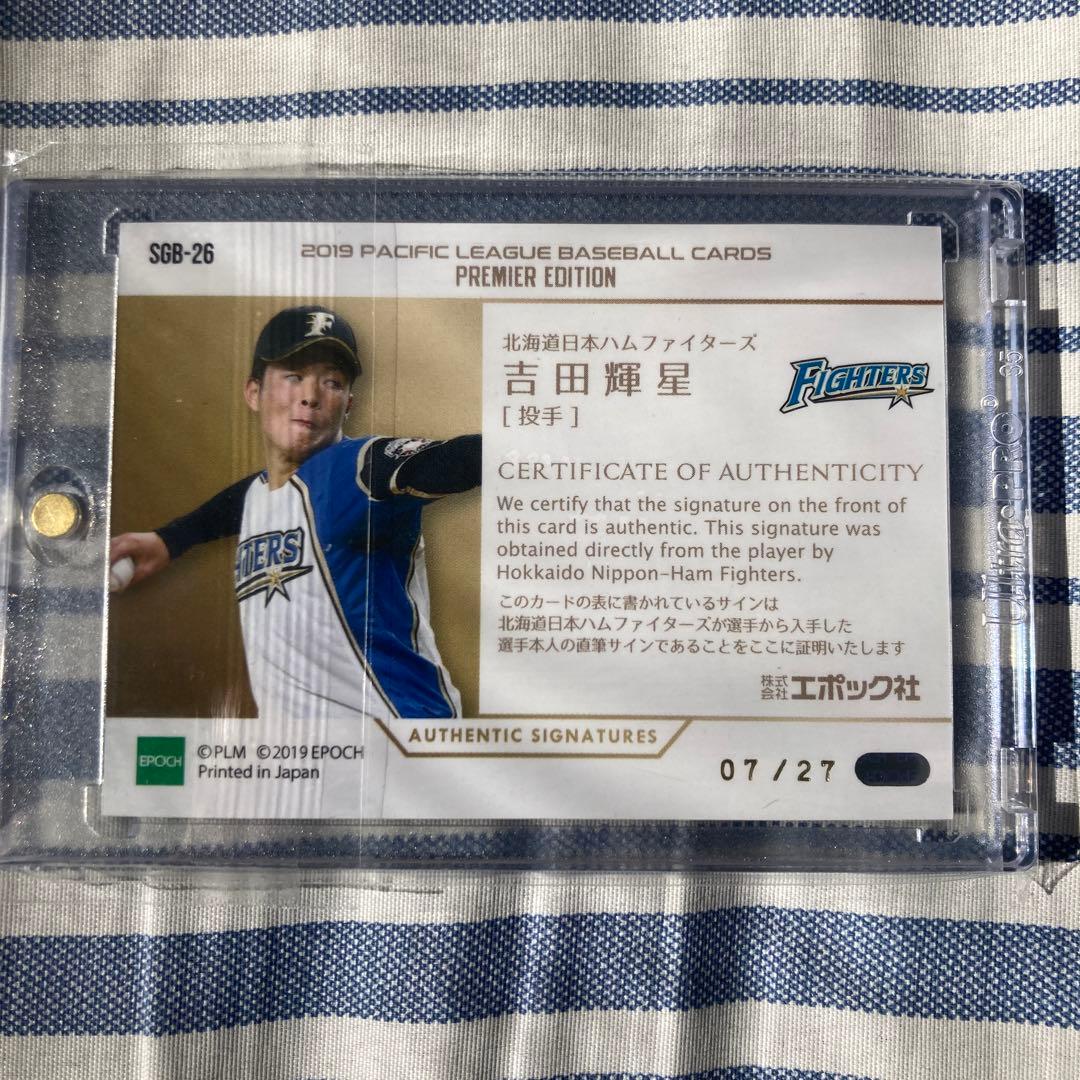 SGB-26
2019 PACIFIC LEAGUE BASEBALL CARDS
PREMIER EDITION
F
北海道日本ハムファイターズ
吉田輝星
[ 投手 ]
FIGHTERS
CERTIFICATE OF AUTHENTICITY
We certify that the signature on the front of
this card is authentic. This signature was
obtained directly from the player by
Hokkaido Nippon-Ham Fighters.
このカードの表に書かれているサインは
北海道日本ハムファイターズが選手から入手した
選手本人の直筆サインであることをここに証明いたします
株式会社エポック社
HTERS
AUTHENTIC SIGNATURES
EPOCH
©PLM ©2019 EPOCH
Printed in Japan
07/27
Ultra PRO® 35